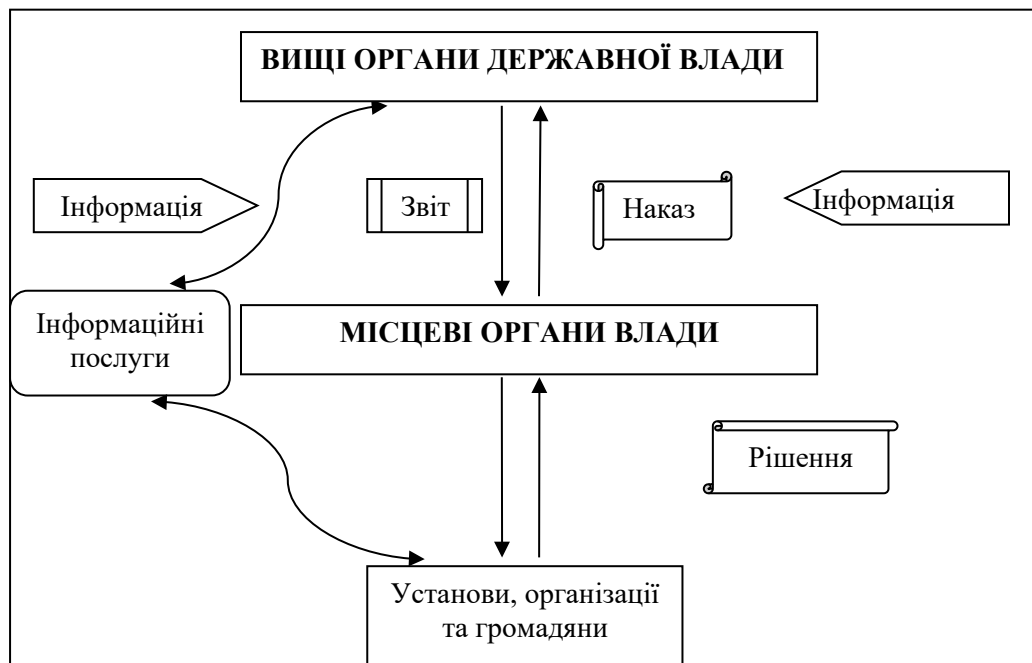 ВИЩІ ОРГАНИ ДЕРЖАВНОЇ ВЛАДИ
Інформація
Звіт
Наказ
Інформація
Інформаційні
послуги
МІСЦЕВІ ОРГАНИ ВЛАДИ
Рішення
Установи, організації
та громадяни